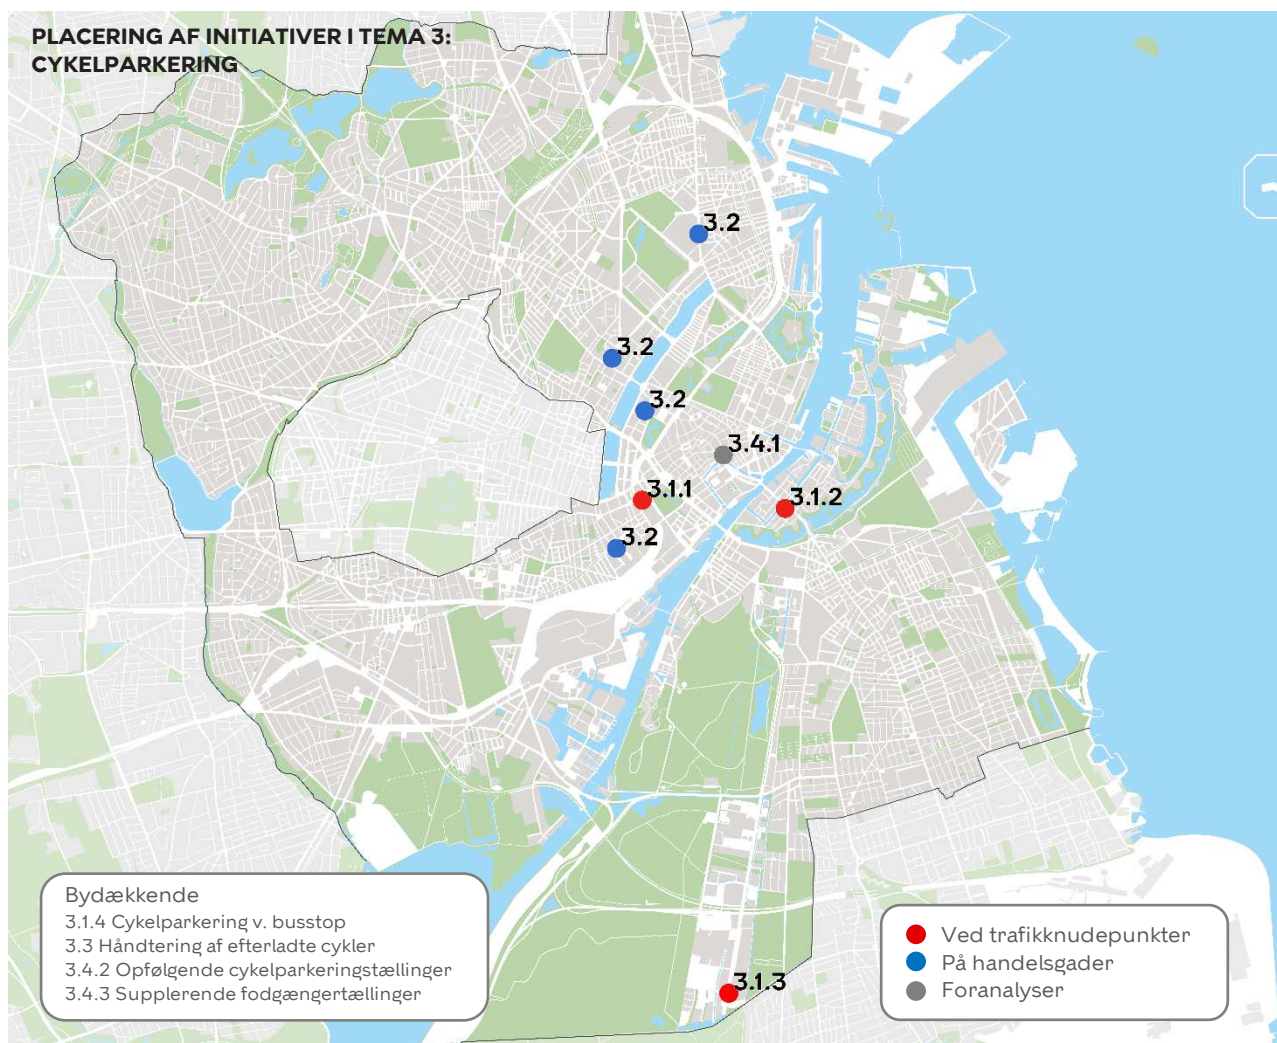 PLACERING AF INITIATIVER I TEMA 3:
CYKELPARKERING
3.2
3.2
3.2
3.4.1
3.1.1
3.1.2
3.2
3.1.3
Bydækkende
3.1.4 Cykelparkering v. busstop
3.3 Håndtering af efterladte cykler
3.4.2 Opfølgende cykelparkeringstællinger
3.4.3 Supplerende fodgængertællinger
Ved trafikknudepunkter
På handelsgader
Foranalyser